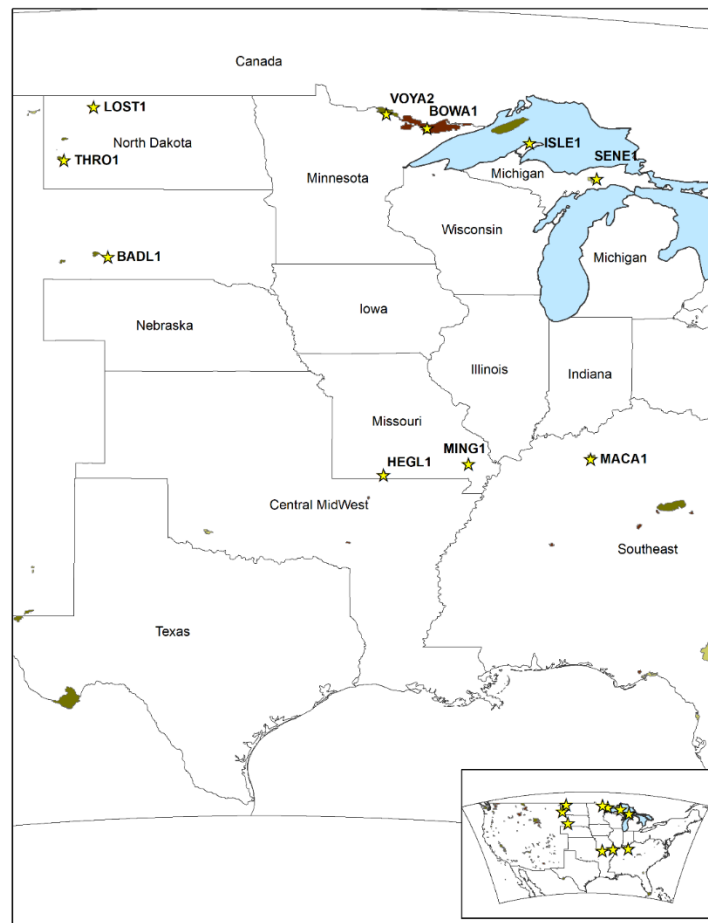 Canada
VOYA2
BOWA1
LOST1
North Dakota
ISLE1
THRO1
SENE1
Michigan
Minnesota
Wisconsin
BADL1
Michigan
Iowa
Nebraska
Illinois
Indiana
Missouri
MING1
HEGL1
MACA1
Central MidWest
Southeast
Texas